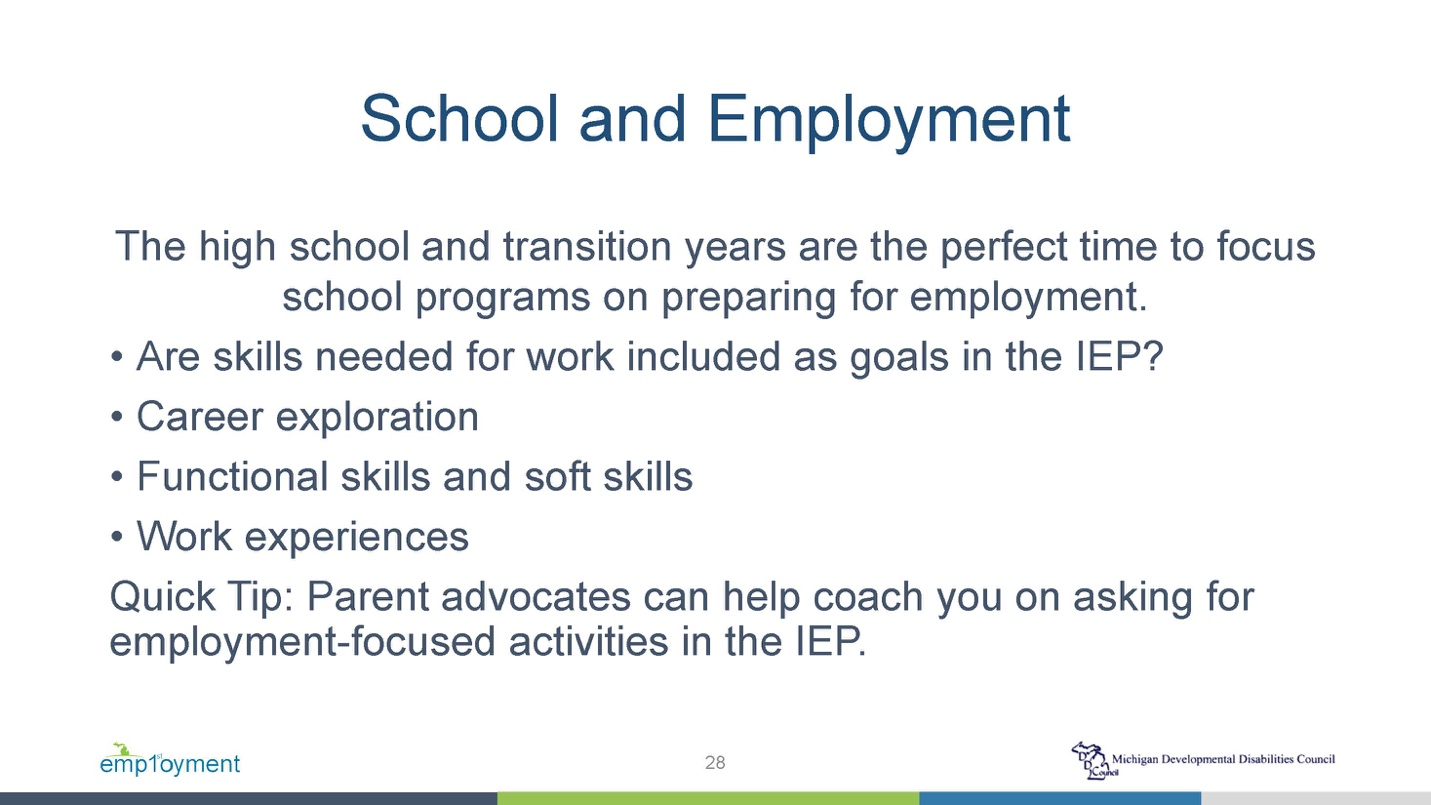 School and Employment
The high school and transition years are the perfect time to focus
school programs on preparing for employment.
• Are skills needed for work included as goals in the IEP?
• Career exploration
• Functional skills and soft skills
• Work experiences
Quick Tip: Parent advocates can help coach you on asking for
employment-focused activities in the IEP.
emp1stoyment
28
DD Council
Michigan Developmental Disabilities Council